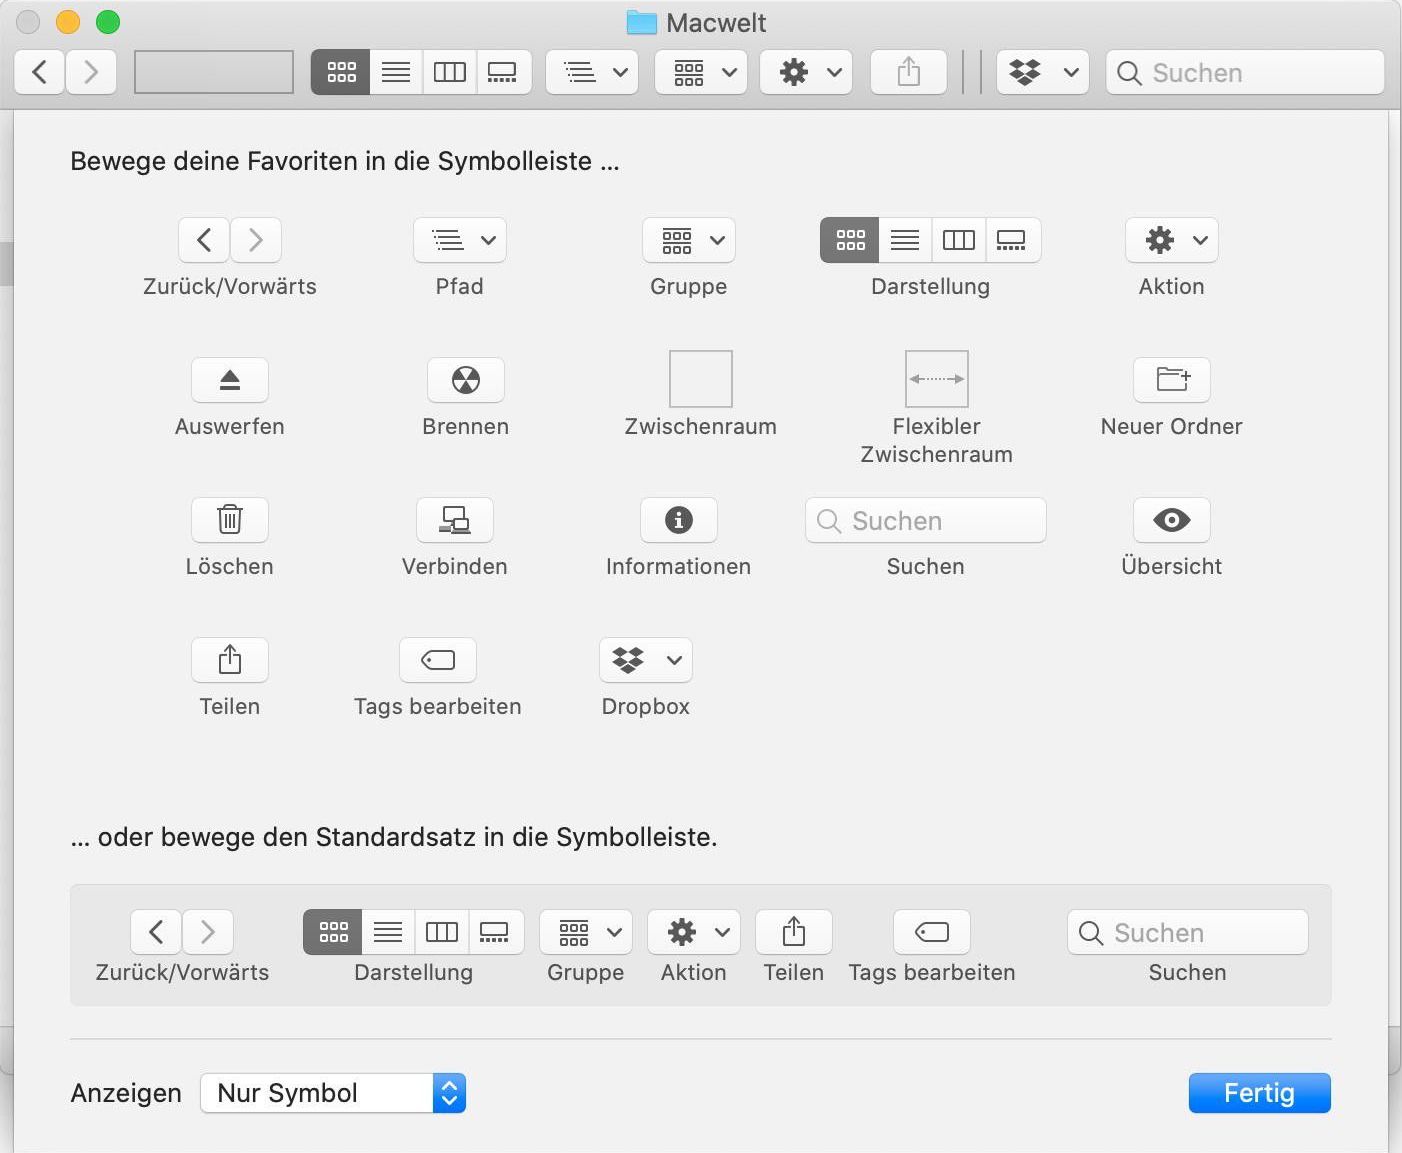 Macwelt
Suchen
Bewege deine Favoriten in die Symbolleiste ...
Zurück/Vorwärts
Pfad
Gruppe
Darstellung
Aktion
Auswerfen
Brennen
Zwischenraum
Flexibler
Zwischenraum
Neuer Ordner
Suchen
Löschen
Verbinden
Informationen
Suchen
Übersicht
Teilen
Tags bearbeiten
Dropbox
... oder bewege den Standardsatz in die Symbolleiste.
Suchen
Zurück/Vorwärts
Darstellung
Gruppe
Aktion
Teilen
Tags bearbeiten
Suchen
Anzeigen
Nur Symbol
Fertig